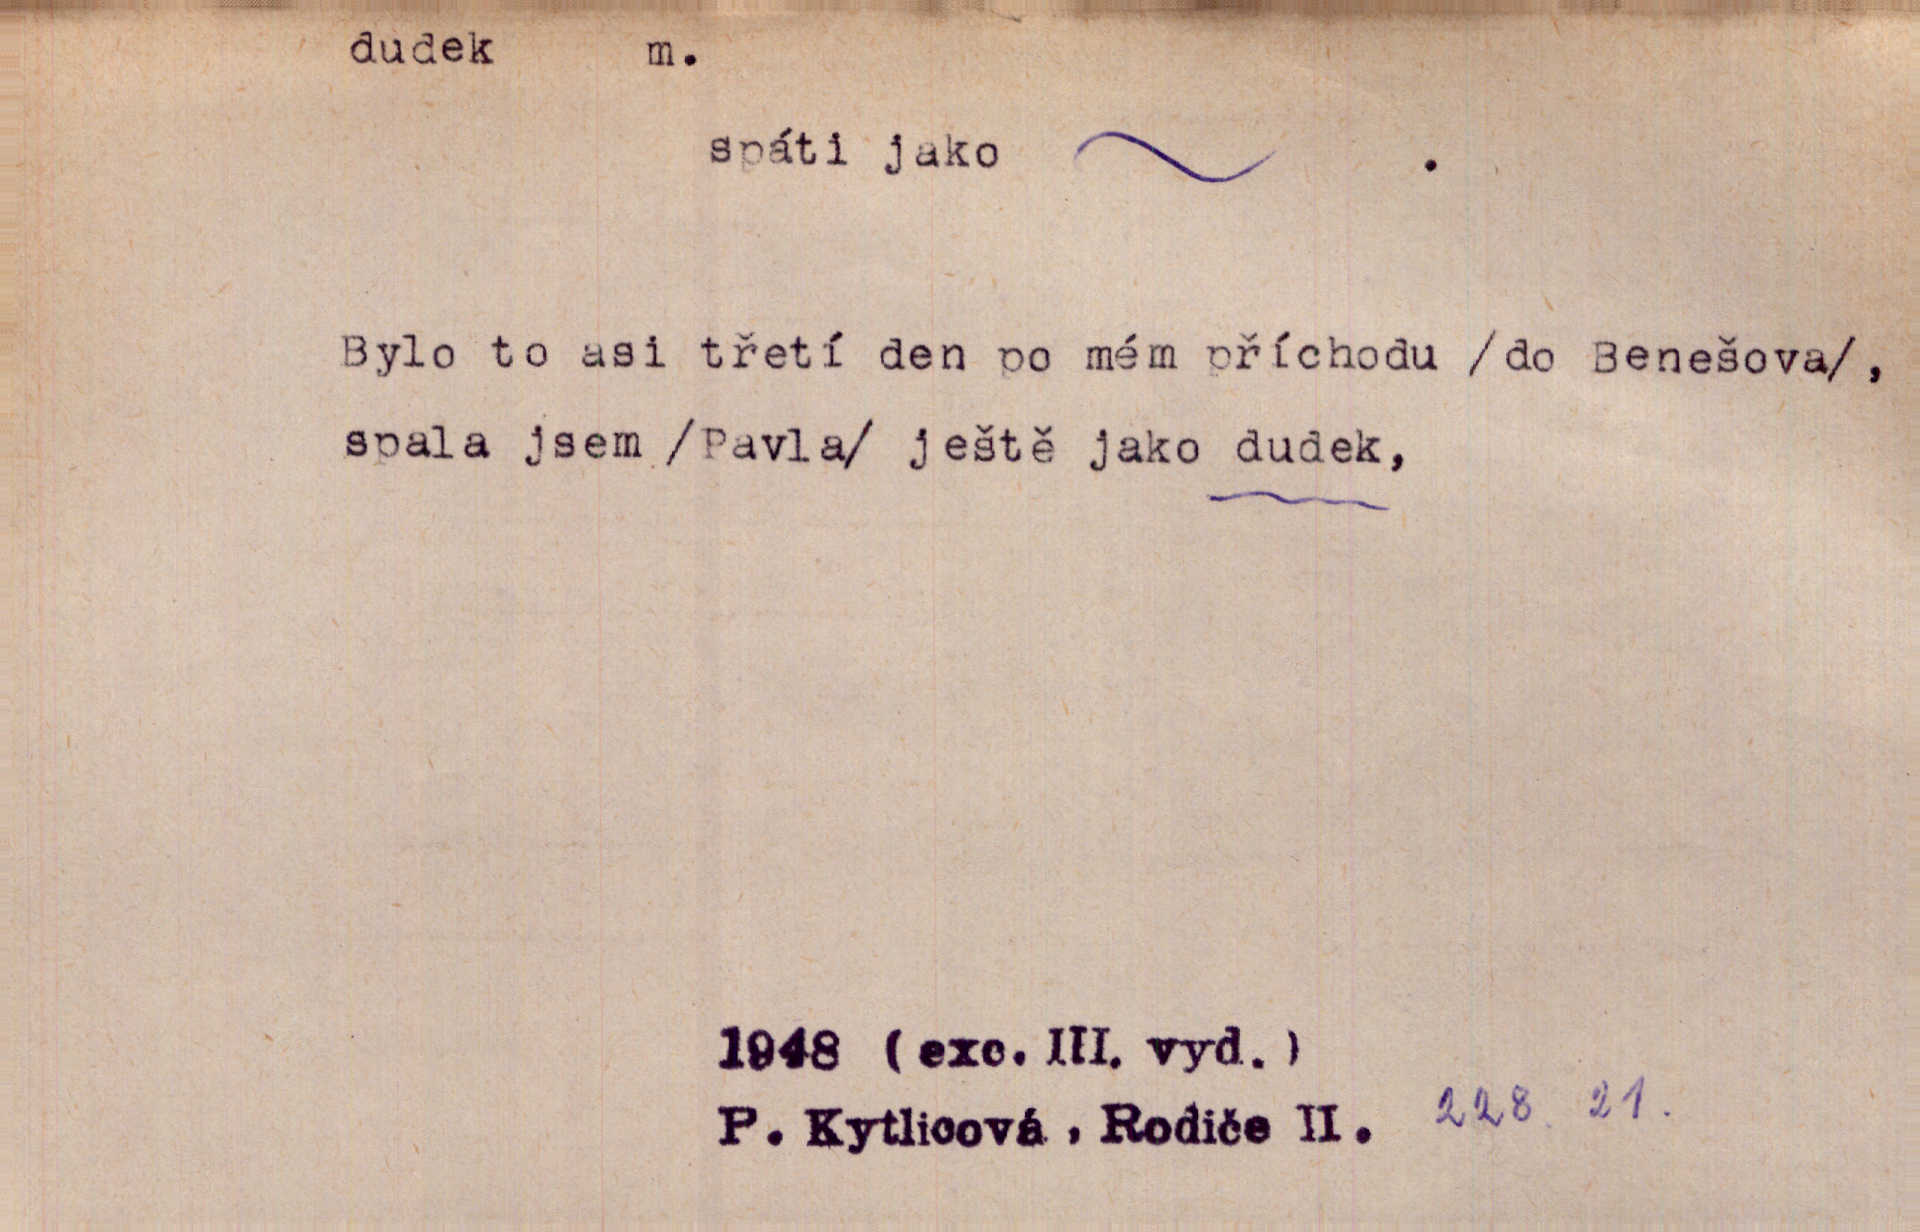 dudek m.
spáti jako ~ .
Bylo to asi třetí den po mém příchodu /do Benešova/,
spala jsem /Pavla/ ještě jako dudek,
1948 (exc. III. vyd.)
P. Kytlicová, Rodiče II. 228. 21.